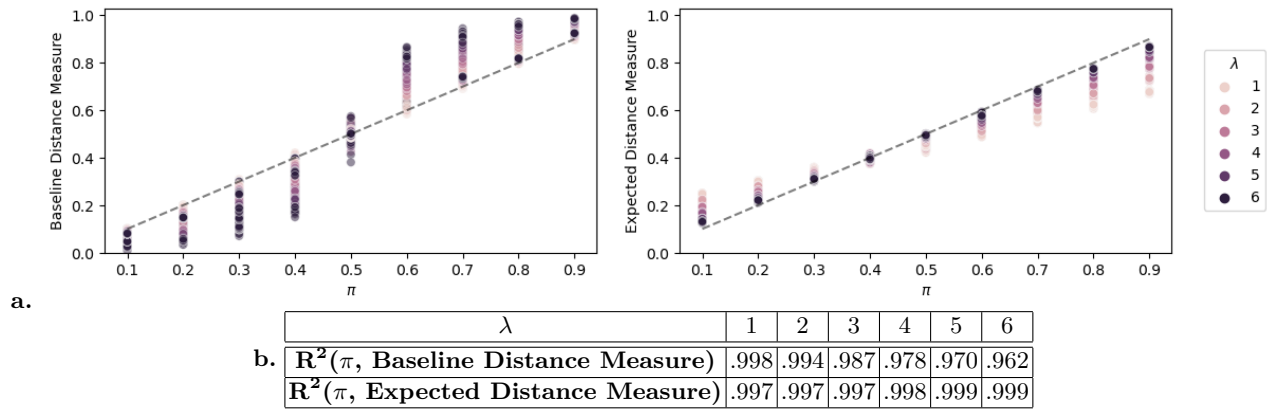 Baseline Distance Measure
1.0
0.8
0.6
0.4
0.2
0.0
0.1 0.2 0.3 0.4 0.5 0.6 0.7 0.8 0.9
π
Expected Distance Measure
1.0
0.8
0.6
0.4
0.2
0.0
0.1 0.2 0.3 0.4 0.5 0.6 0.7 0.8 0.9
π
λ
1
2
3
4
5
6
a.
λ 1 2 3 4 5 6
b. R²(π, Baseline Distance Measure) .998 .994 .987 .978 .970 .962
R²(π, Expected Distance Measure) .997 .997 .997 .998 .999 .999